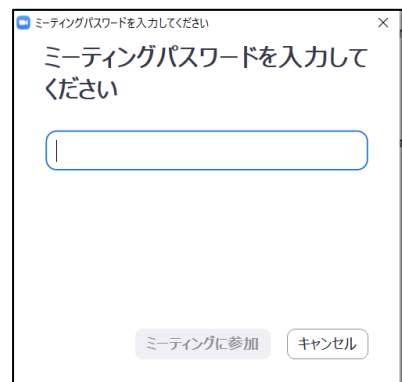 ミーティングパスワードを入力してください
ミーティングパスワードを入力して
ください
ミーティングに参加
キャンセル